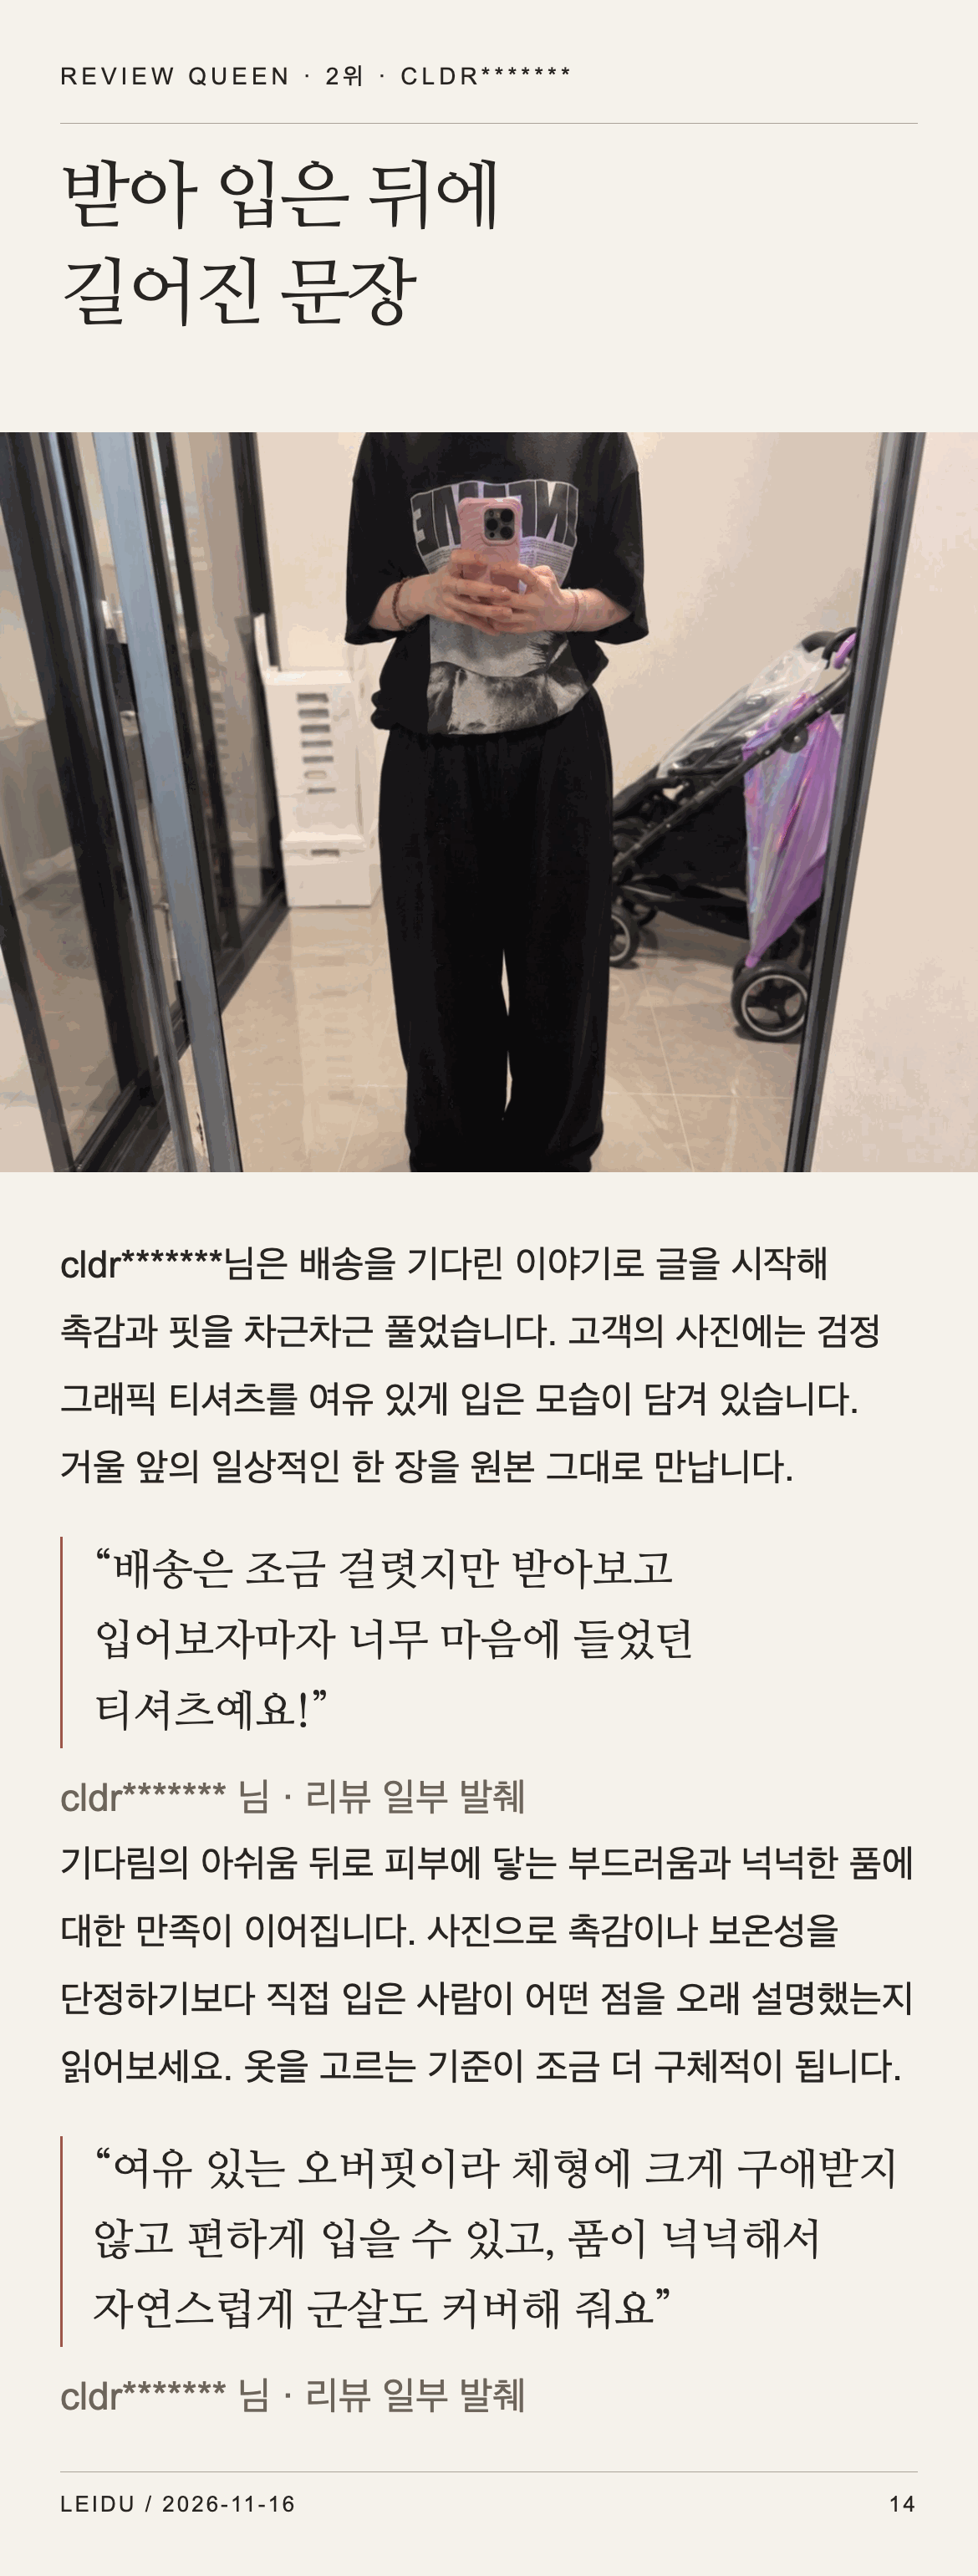 REVIEW QUEEN · 2위 · CLDR*******
받아 입은 뒤에
길어진 문장
cldr*******님은 배송을 기다린 이야기로 글을 시작해
촉감과 핏을 차근차근 풀었습니다. 고객의 사진에는 검정
그래픽 티셔츠를 여유 있게 입은 모습이 담겨 있습니다.
거울 앞의 일상적인 한 장을 원본 그대로 만납니다.
“배송은 조금 걸렷지만 받아보고
입어보자마자 너무 마음에 들었던
티셔츠예요!”
cldr******* 님 · 리뷰 일부 발췌
기다림의 아쉬움 뒤로 피부에 닿는 부드러움과 넉넉한 품에
대한 만족이 이어집니다. 사진으로 촉감이나 보온성을
단정하기보다 직접 입은 사람이 어떤 점을 오래 설명했는지
읽어보세요. 옷을 고르는 기준이 조금 더 구체적이 됩니다.
“여유 있는 오버핏이라 체형에 크게 구애받지
않고 편하게 입을 수 있고, 품이 넉넉해서
자연스럽게 군살도 커버해 줘요”
cldr******* 님 · 리뷰 일부 발췌
LEIDU / 2026-11-16
14